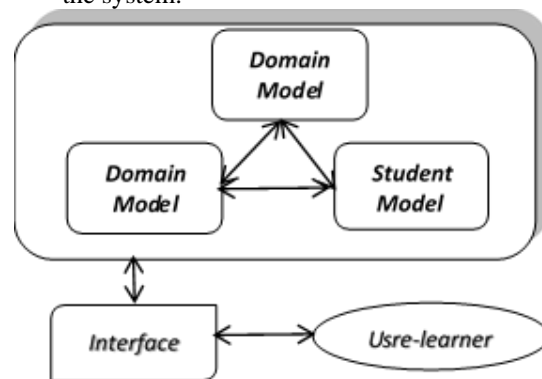 the system.
Domain
Model
Domain
Model
Student
Model
Interface
Usre-learner